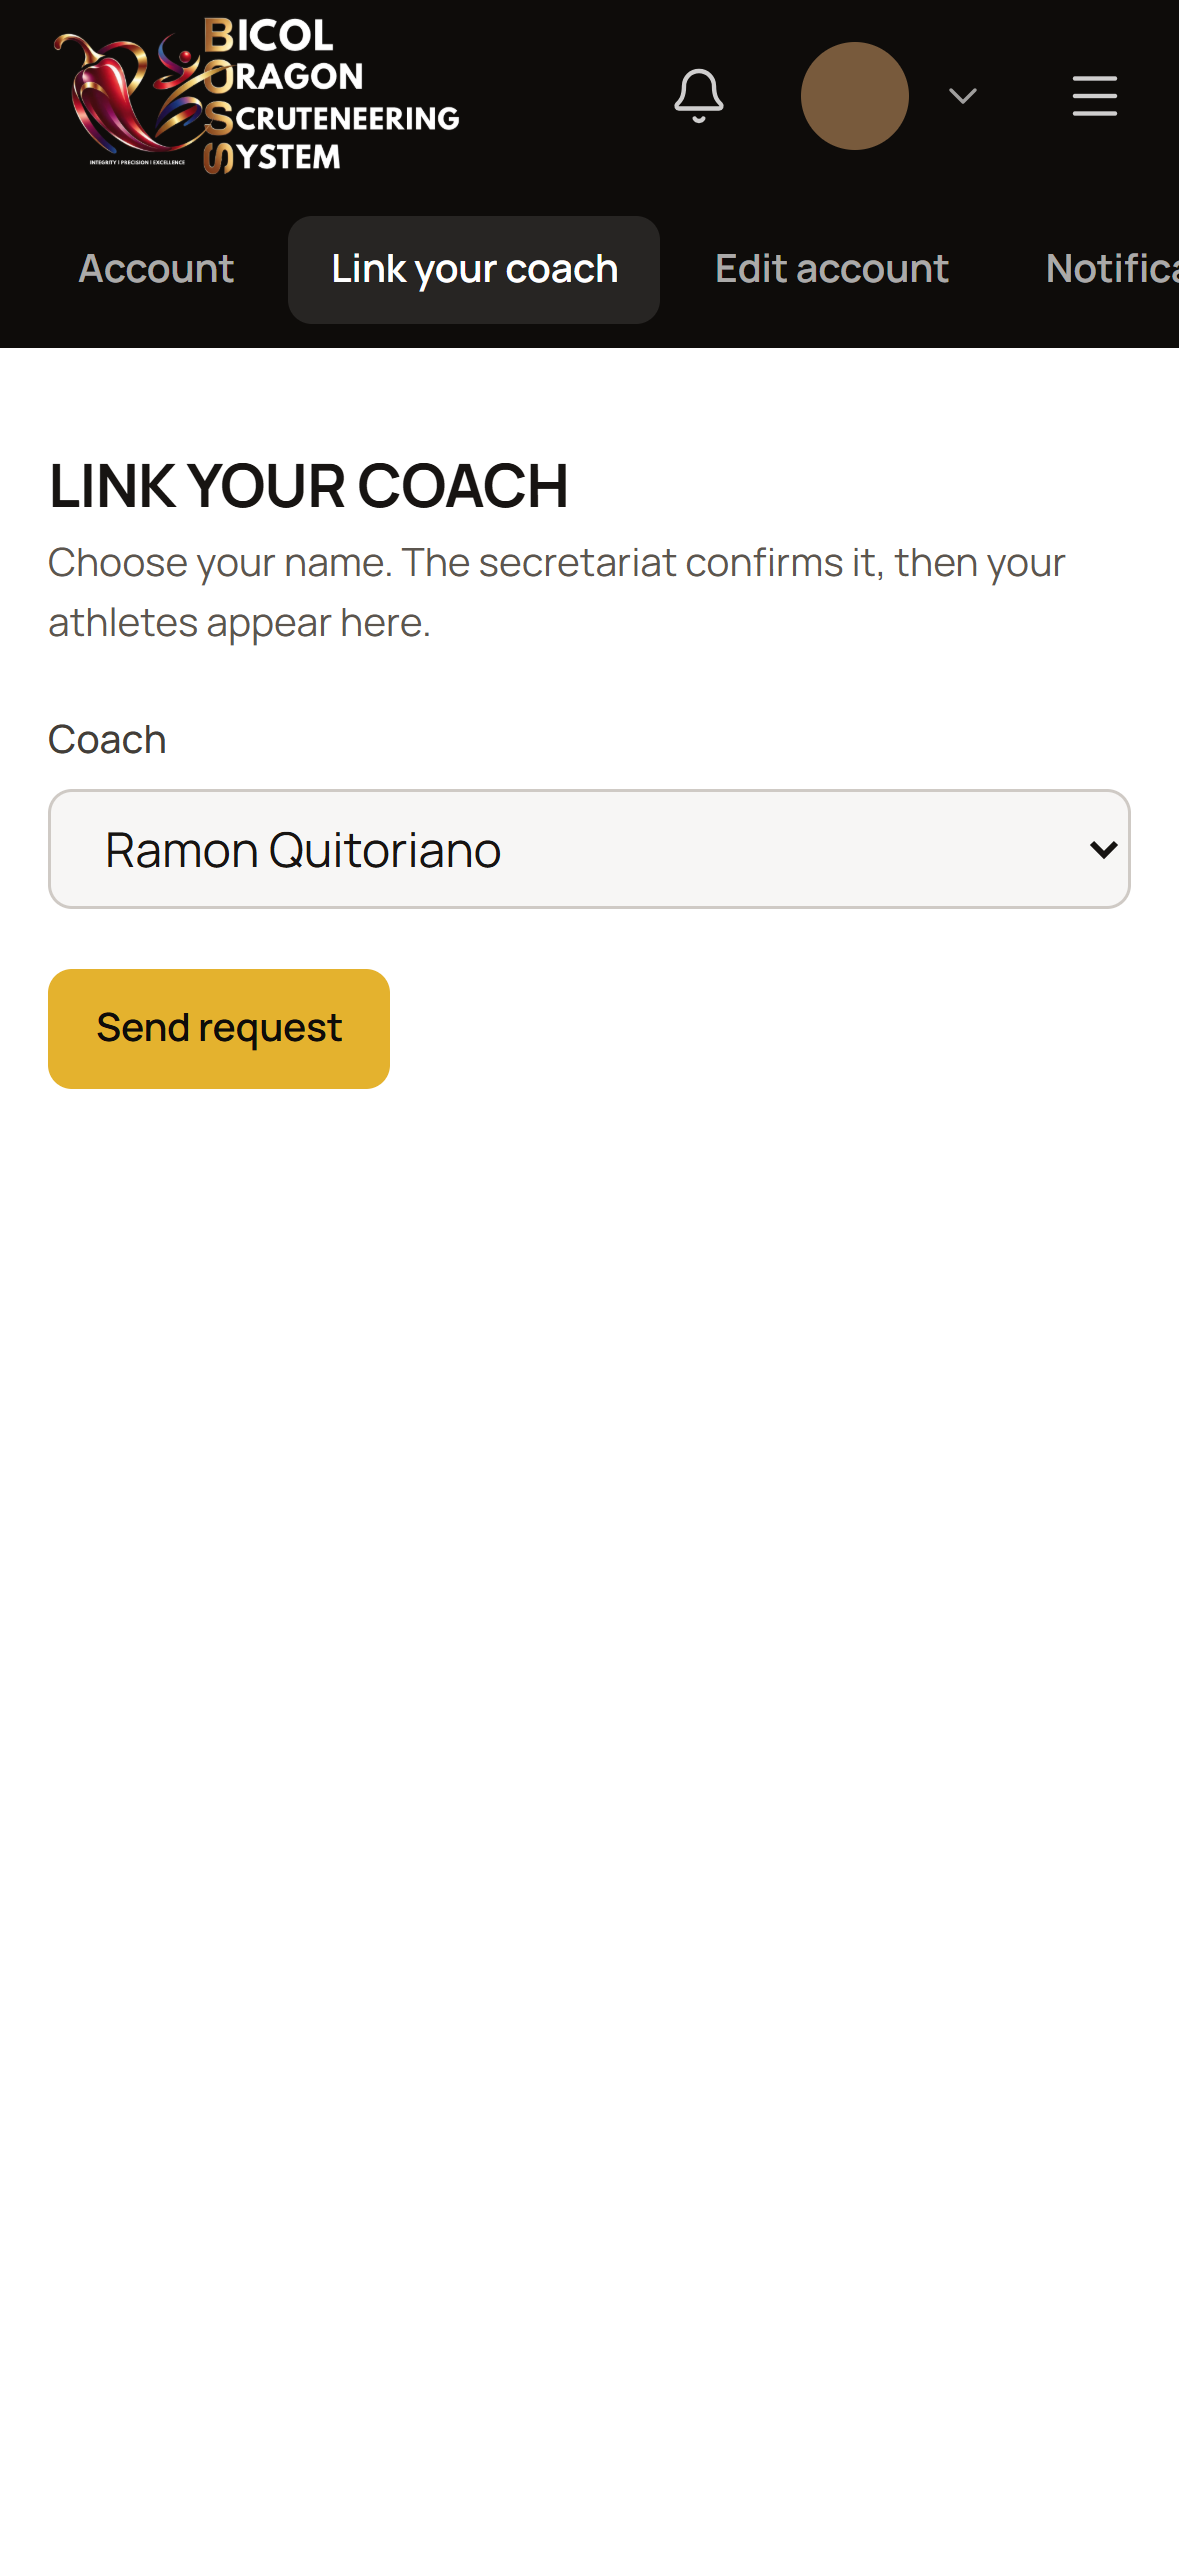 BICOL
ORAGON
SCRUTENEERING
SYSTEM
INTEGRITY | PRECISION | EXCELLENCE
Account
Link your coach
Edit account
Notifica
LINK YOUR COACH
Choose your name. The secretariat confirms it, then your
athletes appear here.
Coach
Ramon Quitoriano
Send request